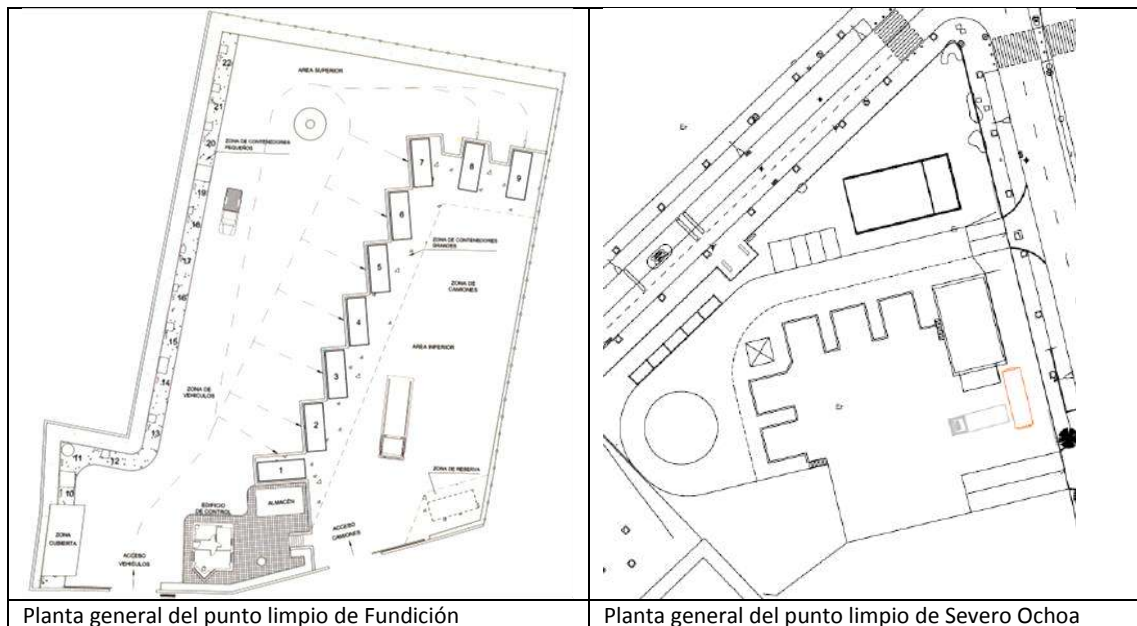 AREA SUPERIOR
22
21
20
ZONA DE CONTENEDORES
PEQUEÑOS
19
18
17
16
15
14
13
12
11
10
7
8
9
6
5
4
3
2
1
ZONA DE CONTENEDORES
GRANDES
ZONA DE
CAMIONES
AREA INFERIOR
ZONA DE
VEHICULOS
ZONA DE RESERVA
ALMACÉN
EDIFICIO
DE CONTROL
ZONA
CUBIERTA
ACCESO
VEHICULOS
ACCESO
CAMIONES
Planta general del punto limpio de Fundición
Planta general del punto limpio de Severo Ochoa